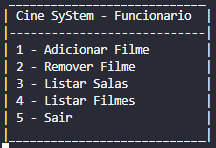 Cine SyStem - Funcionario
1 - Adicionar Filme
2 - Remover Filme
3 - Listar Salas
4 - Listar Filmes
5 - Sair